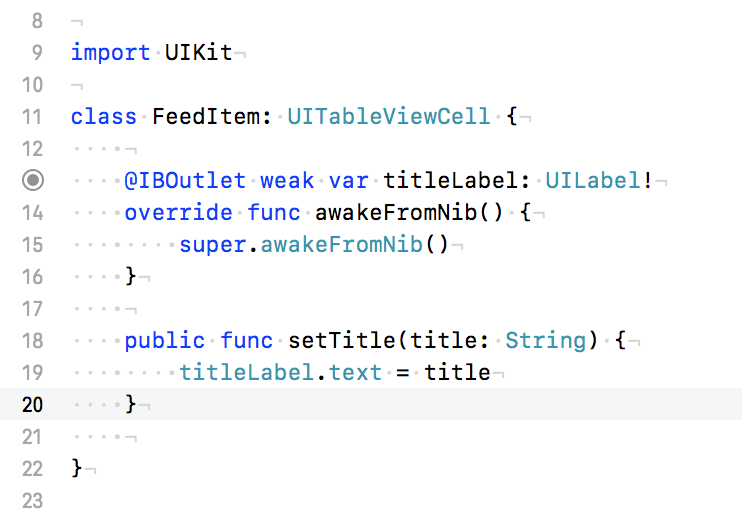 8 ¬
9 import·UIKit¬
10 ¬
11 class·FeedItem:·UITableViewCell·{¬
12 ····¬
····@IBOutlet·weak·var·titleLabel:·UILabel!¬
14 ····override·func·awakeFromNib()·{¬
15 ········super.awakeFromNib()¬
16 ····}¬
17 ····¬
18 ····public·func·setTitle(title:·String)·{¬
19 ········titleLabel.text·=·title¬
20 ····}¬
21 ····¬
22 }¬
23